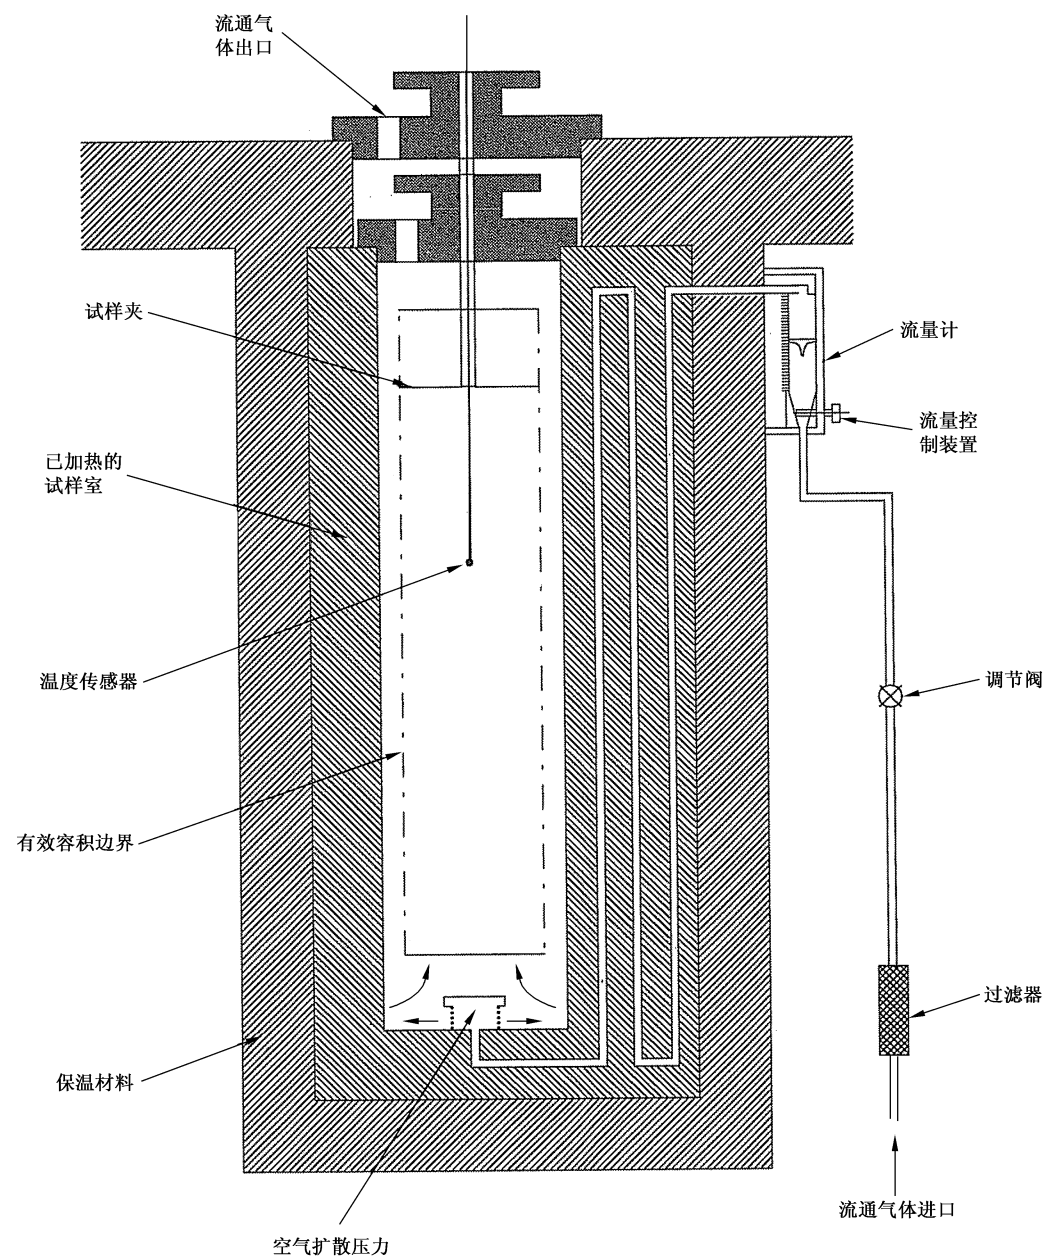 流通气
体出口
试样夹
流量计
流量控
制装置
已加热的
试样室
温度传感器
调节阀
有效容积边界
过滤器
保温材料
流通气体进口
空气扩散压力